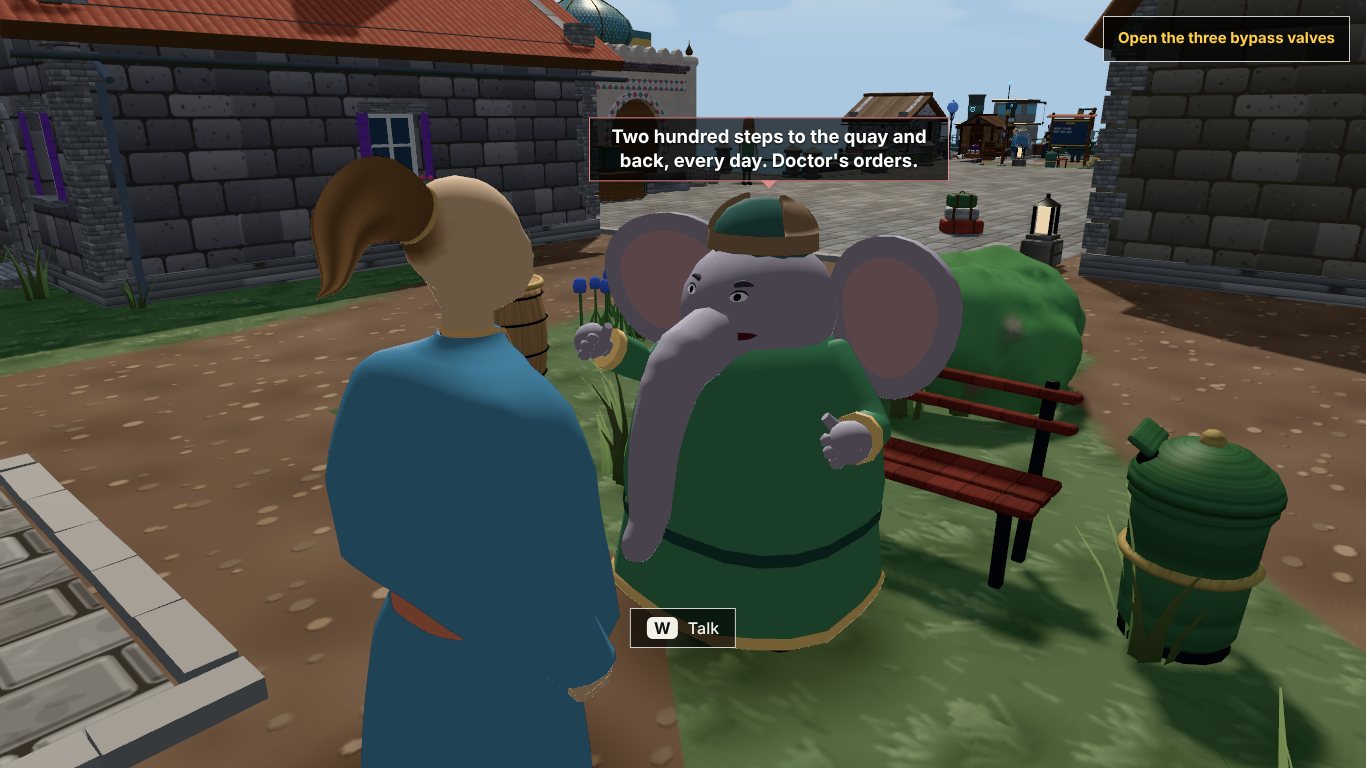 Open the three bypass valves
Two hundred steps to the quay and
back, every day. Doctor's orders.
W Talk